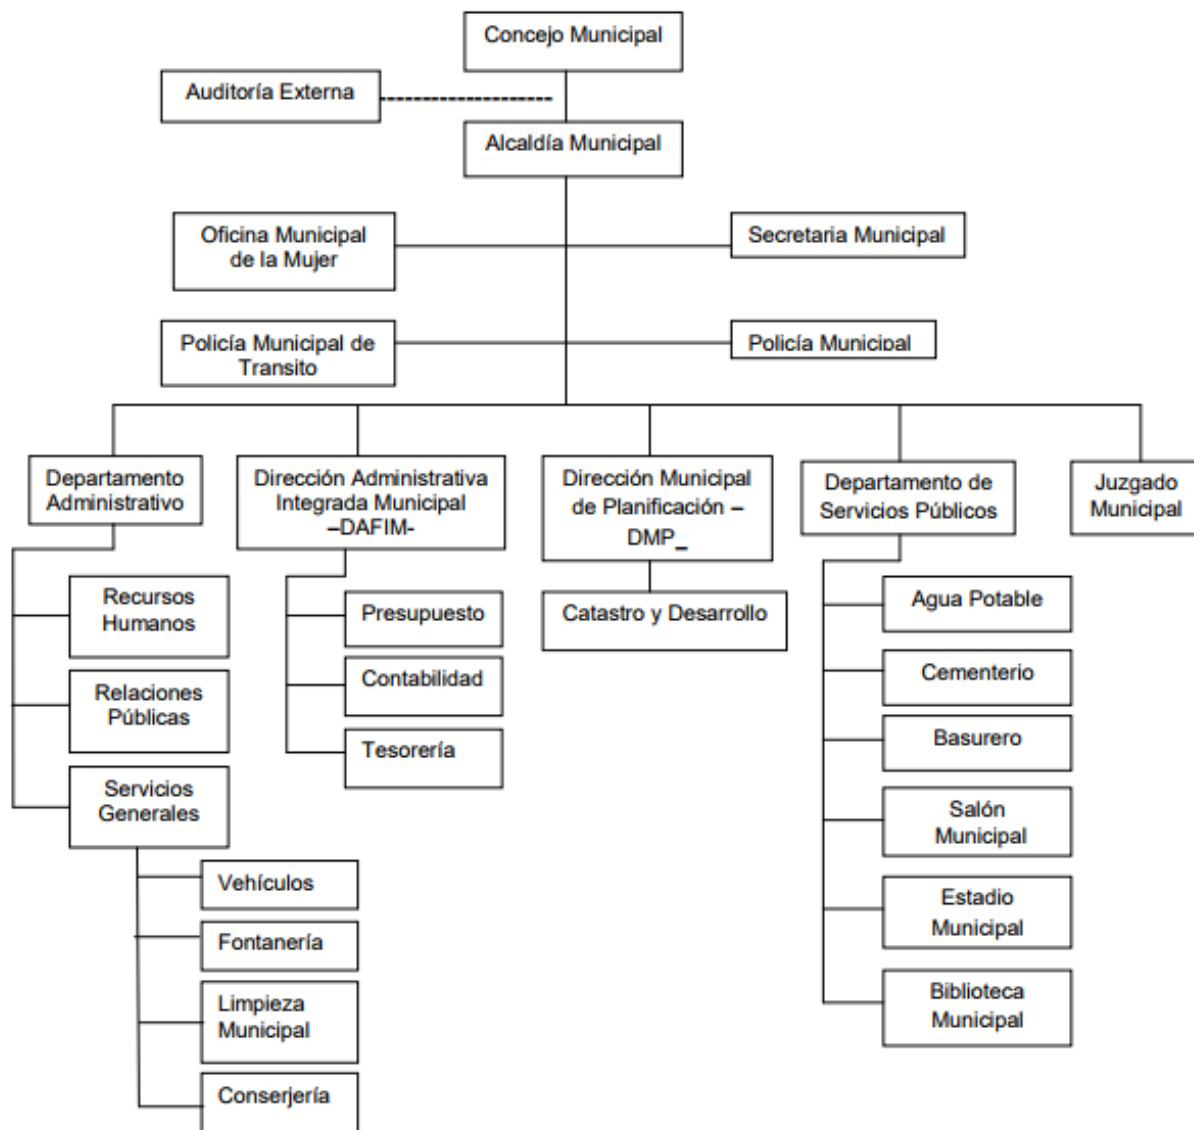 Concejo Municipal
Auditoría Externa
Alcaldía Municipal
Oficina Municipal
de la Mujer
Secretaria Municipal
Policía Municipal de
Transito
Policía Municipal
Departamento
Administrativo
Dirección Administrativa
Integrada Municipal
–DAFIM-
Dirección Municipal
de Planificación –
DMP_
Departamento de
Servicios Públicos
Juzgado
Municipal
Recursos
Humanos
Relaciones
Públicas
Servicios
Generales
Vehículos
Fontanería
Limpieza
Municipal
Conserjería
Presupuesto
Contabilidad
Tesorería
Catastro y Desarrollo
Agua Potable
Cementerio
Basurero
Salón
Municipal
Estadio
Municipal
Biblioteca
Municipal